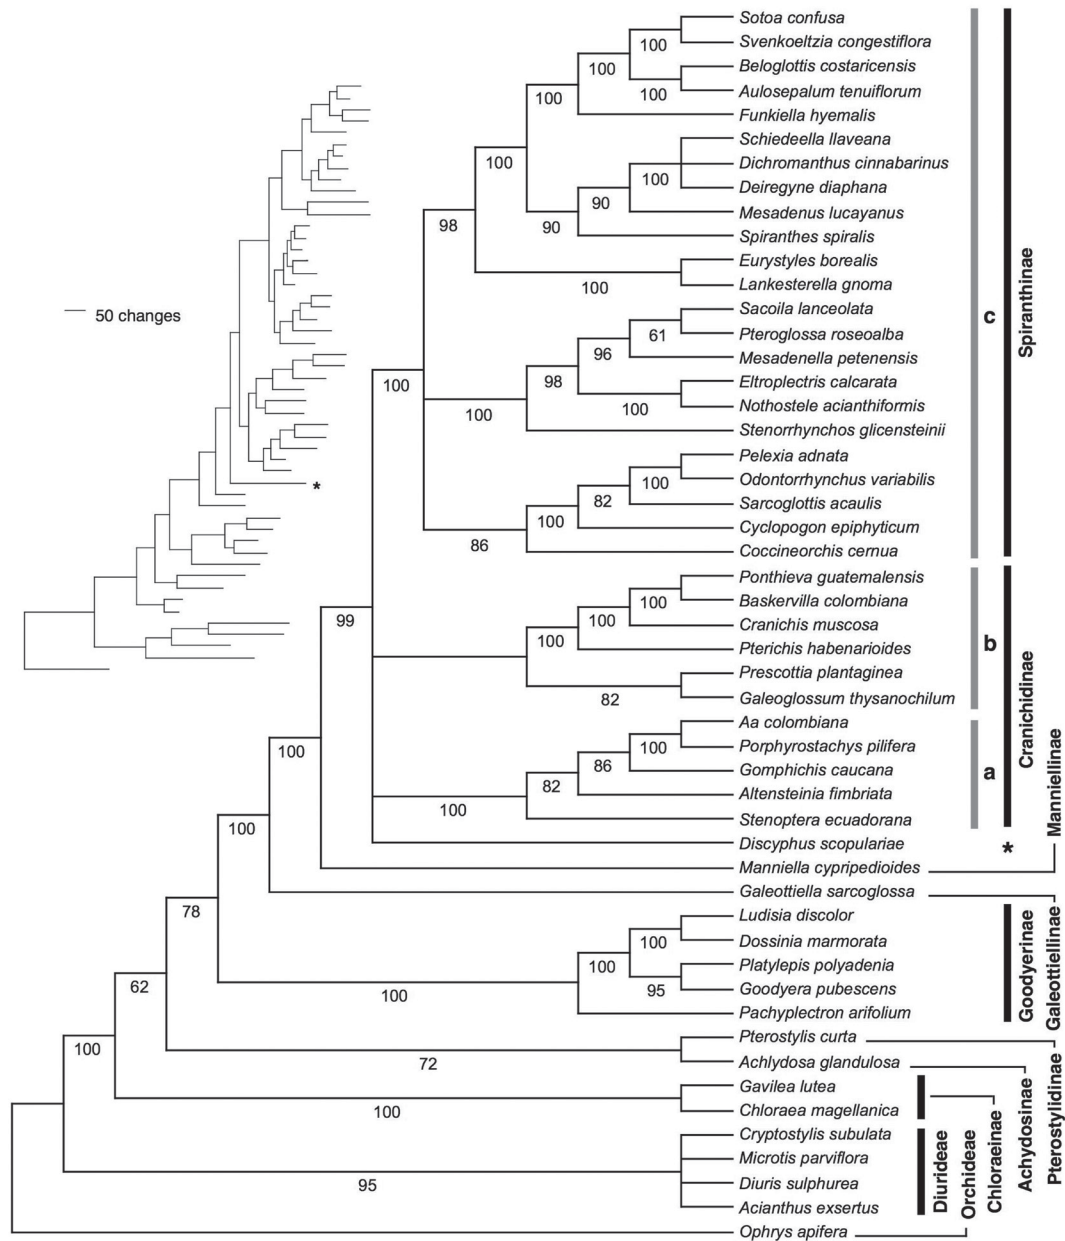 Sotoa confusa
100
Svenkoeltzia congestiflora
100
Beloglottis costaricensis
100
Aulosepalum tenuiflorum
100
Funkiella hyemalis
100
Schiedeella llaveana
Dichromanthus cinnabarinus
100
Deiregyne diaphana
90
Mesadenus lucayanus
98
90
Spiranthes spiralis
Eurystyles borealis
100
Lankesterella gnoma
50 changes
Sacoila lanceolata
61
Pteroglossa roseoalba
96
Mesadenella petenensis
98
Eltroplectris calcarata
100
100
Nothostele acianthiformis
100
Stenorrhynchos glicensteinii
Pelexia adnata
100
Odontorrhynchus variabilis
*
82
Sarcoglottis acaulis
100
Cyclopogon epiphyticum
86
Coccineorchis cernua
c
Spiranthinae
Ponthieva guatemalensis
100
Baskervilla colombiana
100
Cranichis muscosa
99
100
Pterichis habenarioides
Prescottia plantaginea
82
Galeoglossum thysanochilum
b
Aa colombiana
100
100
Porphyrostachys pilifera
86
Gomphichis caucana
82
Altensteinia fimbriata
100
Stenoptera ecuadorana
a
Cranichidinae
100
Discyphus scopulariae
*
Manniella cypripedioides
Manniellinae
Galeottiella sarcoglossa
Galeottiellinae
78
Ludisia discolor
100
Dossinia marmorata
100
Platylepis polyadenia
62
100
95
Goodyera pubescens
Pachyplectron arifolium
Goodyerinae
100
Pterostylis curta
Pterostylidinae
72
Achlydosa glandulosa
Achydosinae
Gavilea lutea
100
Chloraea magellanica
Chloraeinae
Cryptostylis subulata
Microtis parviflora
95
Diuris sulphurea
Acianthus exsertus
Diurideae
Ophrys apifera
Orchideae